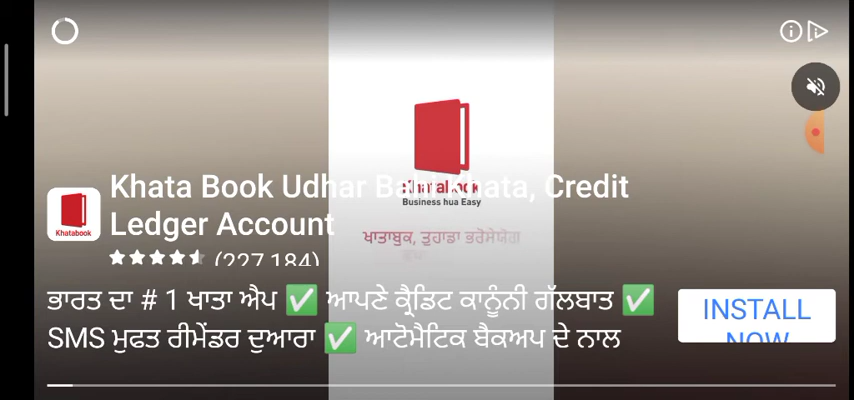 Khatabook
Business hua Easy
Khata Book Udhar Bahi Khata, Credit
Ledger Account
Khatabook
(227,184)
ਖਾਤਾਬੁਕ, ਤੁਹਾਡਾ ਭਰੋਸੇਯੋਗ
ਭਾਰਤ ਦਾ # 1 ਖਾਤਾ ਐਪ ✅ ਆਪਣੇ ਕ੍ਰੈਡਿਟ ਕਾਨੂੰਨੀ ਗੱਲਬਾਤ ✅
SMS ਮੁਫਤ ਰੀਮੇਂਡਰ ਦੁਆਰਾ ✅ ਆਟੋਮੈਟਿਕ ਬੈਕਅਪ ਦੇ ਨਾਲ
INSTALL
NOW